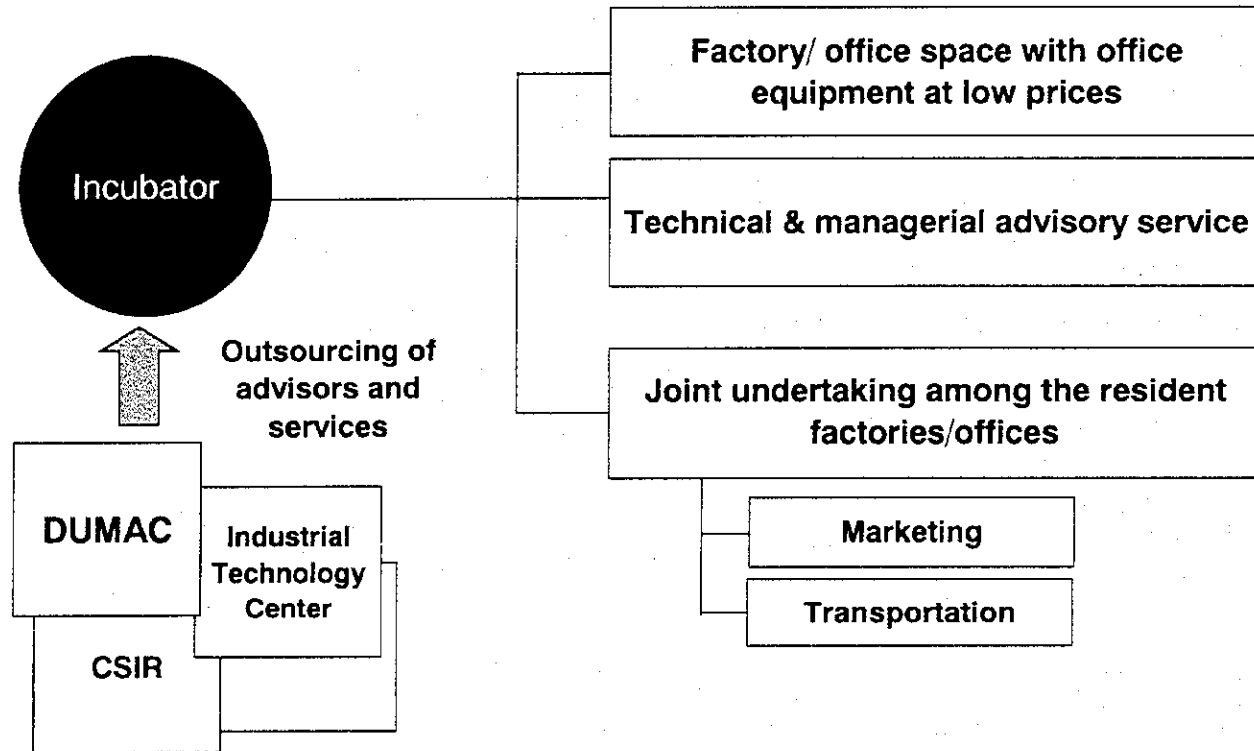 Factory/ office space with office
equipment at low prices
Incubator
Technical & managerial advisory service
Outsourcing of
advisors and
services
Joint undertaking among the resident
factories/offices
Marketing
Transportation
DUMAC
Industrial
Technology
Center
CSIR